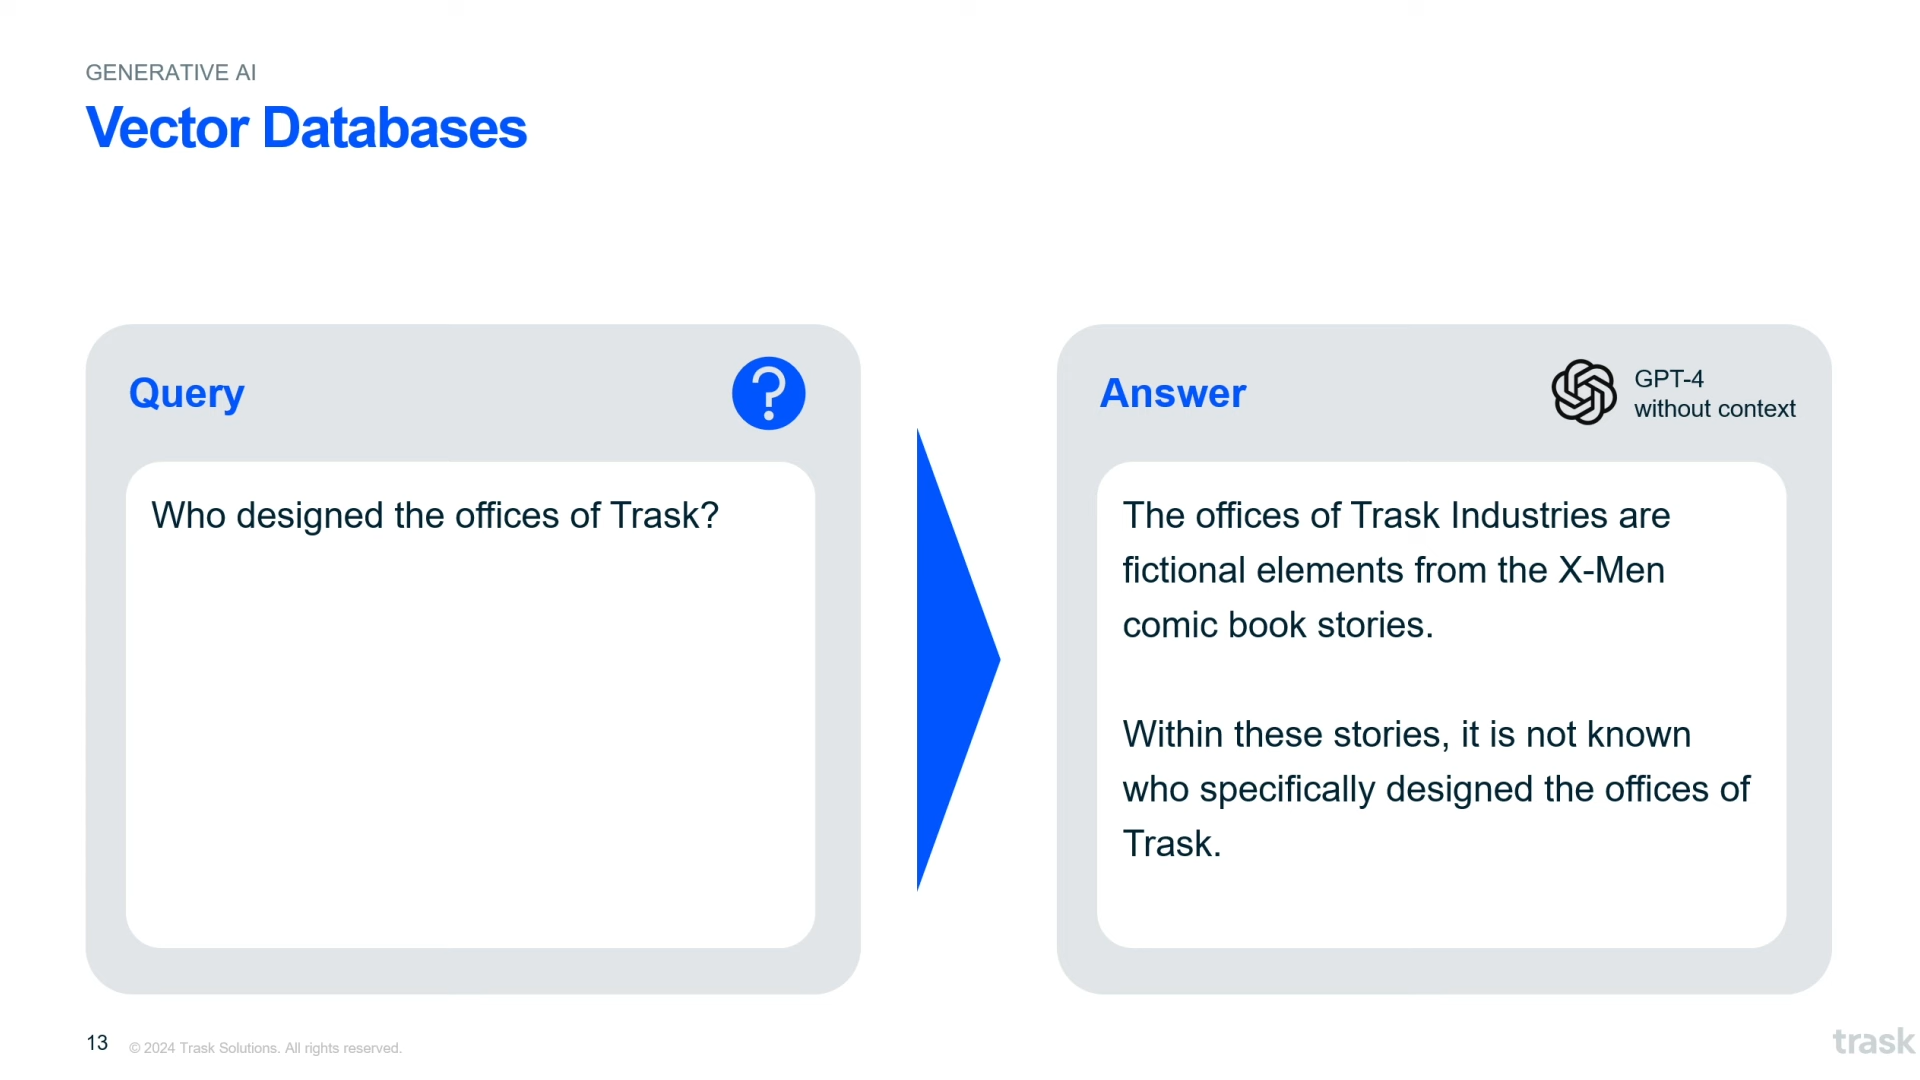 GENERATIVE AI
Vector Databases
Query
?
Who designed the offices of Trask?
Answer
GPT-4
without context
The offices of Trask Industries are
fictional elements from the X-Men
comic book stories.
Within these stories, it is not known
who specifically designed the offices of
Trask.
13
© 2024 Trask Solutions. All rights reserved.
trask